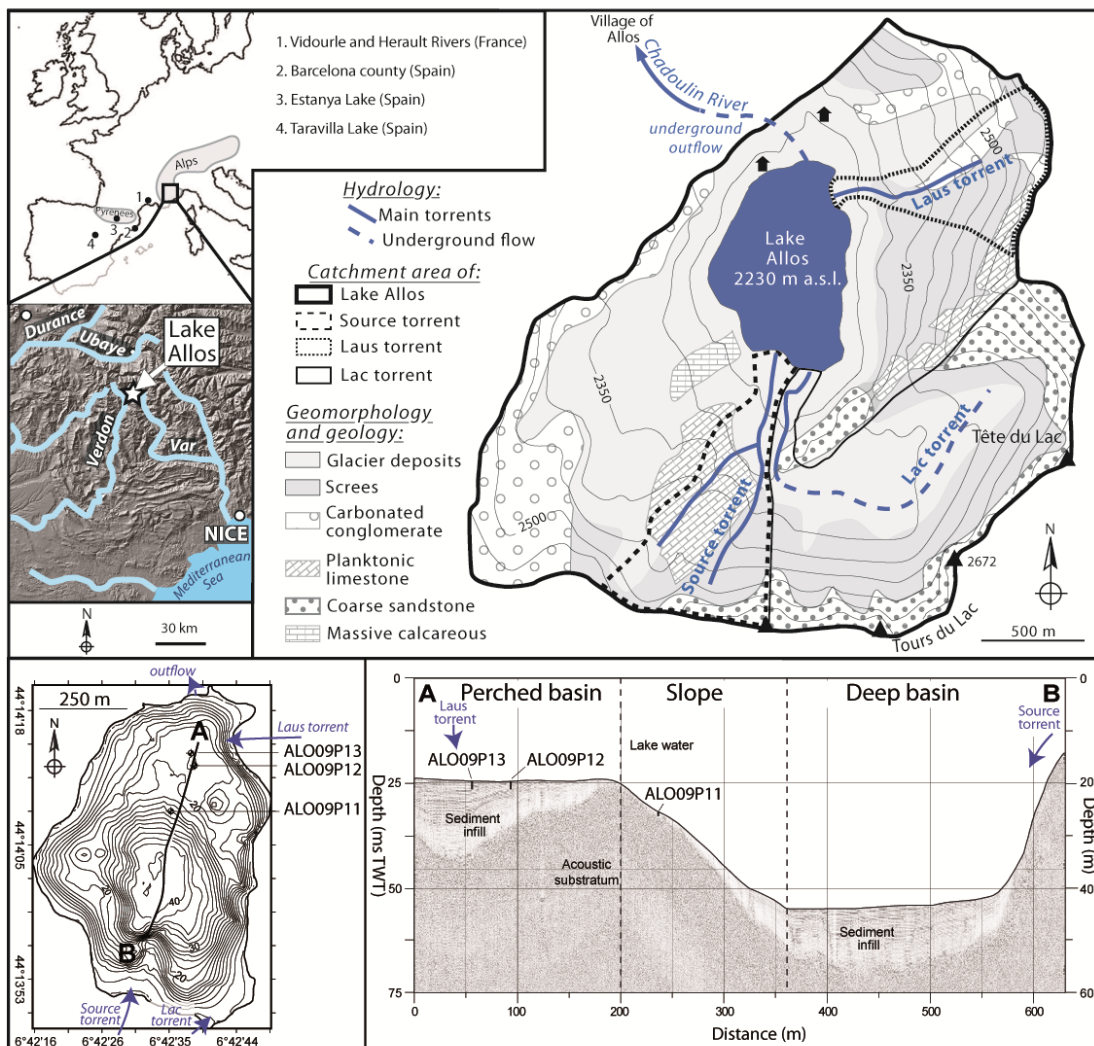 1. Vidourle and Herault Rivers (France)
2. Barcelona county (Spain)
3. Estanya Lake (Spain)
4. Taravilla Lake (Spain)
Alps
Pyrenees
1
2
3
4
Durance
Ubaye
Lake
Allos
Verdon
Var
NICE
Mediterranean
Sea
N
30 km
Hydrology:
Main torrents
Underground flow
Catchment area of:
Lake Allos
Source torrent
Laus torrent
Lac torrent
Geomorphology
and geology:
Glacier deposits
Screes
Carbonated
conglomerate
Planktonic
limestone
Coarse sandstone
Massive calcareous
Village of
Allos
Chadoulin River
underground
outflow
2500
Laus torrent
Lake
Allos
2230 m a.s.l.
2350
2350
2500
Lac torrent
Tête du Lac
Source torrent
2672
Tours du Lac
N
500 m
outflow
250 m
N
Laus torrent
A
ALO09P13
ALO09P12
ALO09P11
20
40
30
20
B
Source
torrent
Lac
torrent
44°14'18
44°14'05
44°13'53
6°42'16
6°42'26
6°42'35
6°42'44
A
Perched basin
Slope
Deep basin
B
Laus
torrent
Source
torrent
ALO09P13
ALO09P12
ALO09P11
Lake water
Sediment
infill
Acoustic
substratum
Sediment
infill
Depth (ms TWT)
0
25
50
75
Depth (m)
0
20
40
60
0
100
200
300
400
500
600
Distance (m)